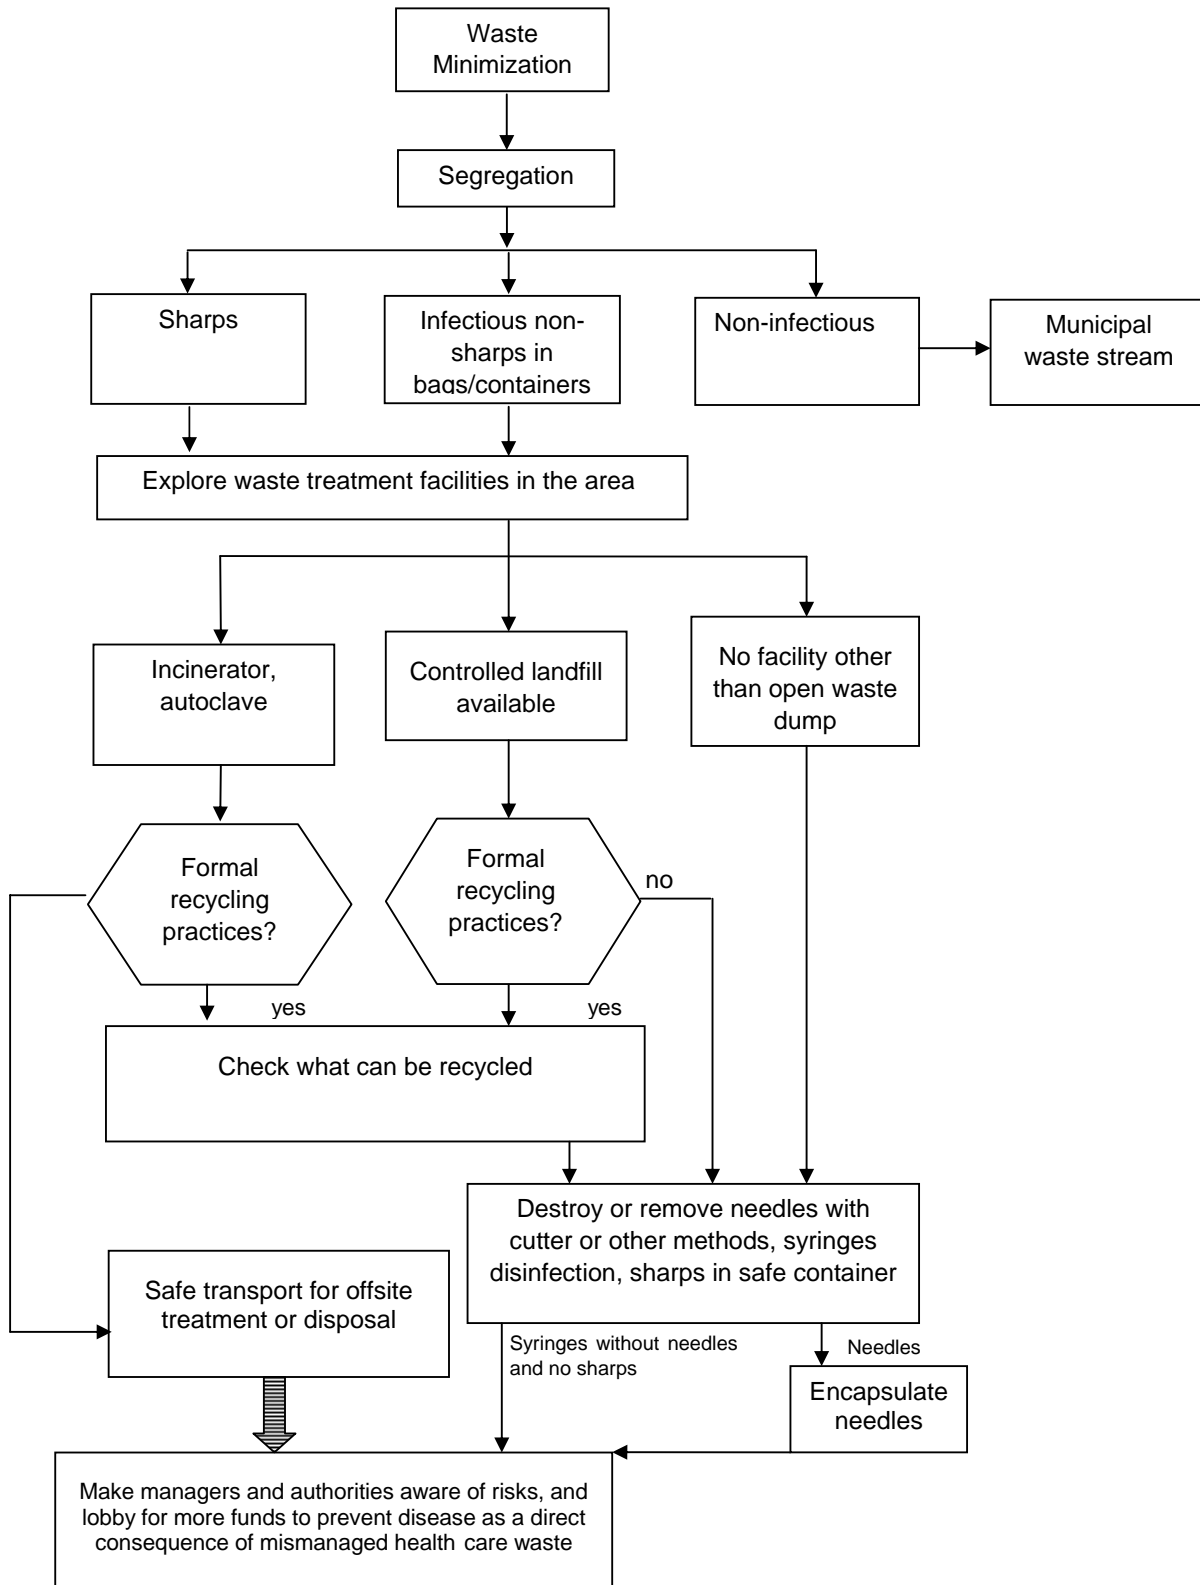 Waste
Minimization
Segregation
Sharps
Infectious non-
sharps in
bags/containers
Non-infectious
Municipal
waste stream
Explore waste treatment facilities in the area
Incinerator,
autoclave
Controlled landfill
available
No facility other
than open waste
dump
Formal
recycling
practices?
Formal
recycling
practices?
no
yes
yes
Check what can be recycled
Destroy or remove needles with
cutter or other methods, syringes
disinfection, sharps in safe container
Safe transport for offsite
treatment or disposal
Syringes without needles
and no sharps
Needles
Encapsulate
needles
Make managers and authorities aware of risks, and
lobby for more funds to prevent disease as a direct
consequence of mismanaged health care waste